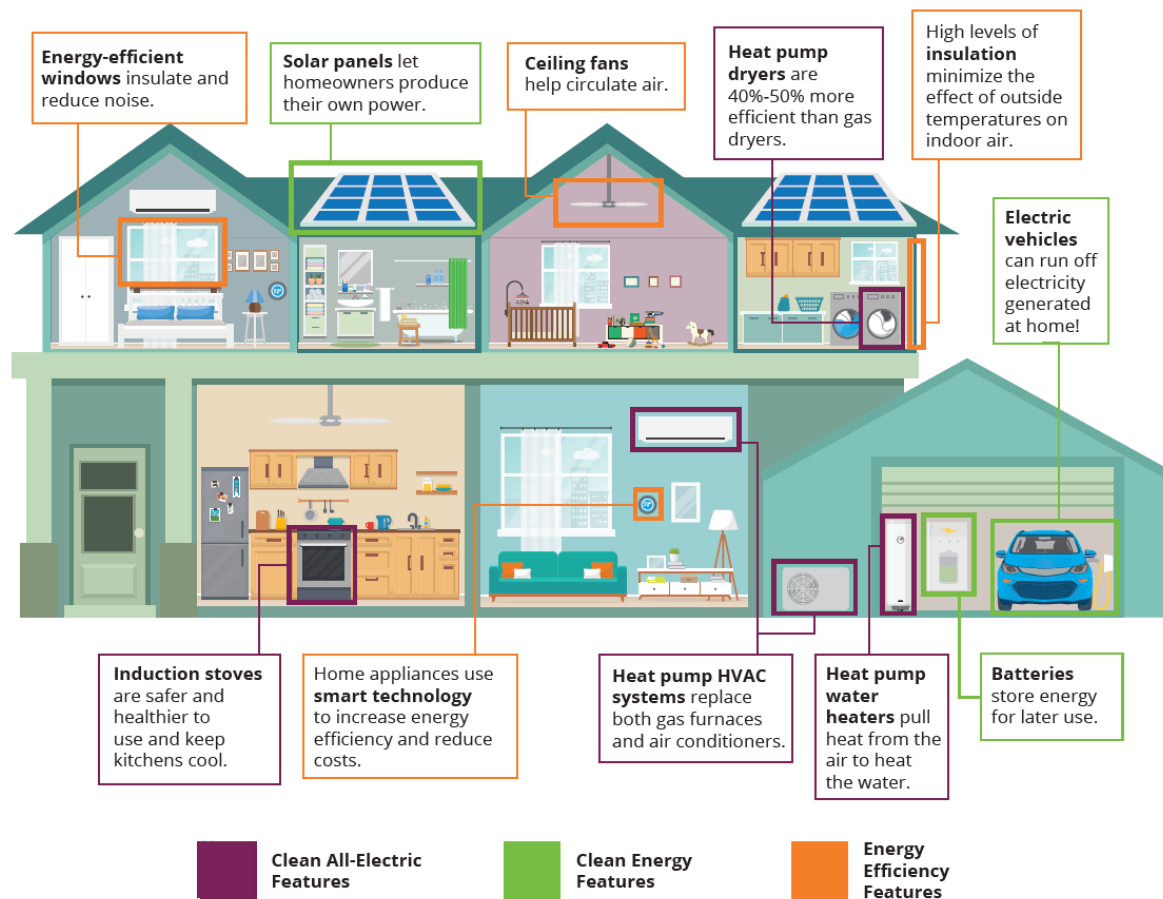 Energy-efficient
windows insulate and
reduce noise.
Solar panels let
homeowners produce
their own power.
Ceiling fans
help circulate air.
Heat pump
dryers are
40%-50% more
efficient than gas
dryers.
High levels of
insulation
minimize the
effect of outside
temperatures on
indoor air.
Electric
vehicles
can run off
electricity
generated
at home!
72°
72°
Induction stoves
are safer and
healthier to
use and keep
kitchens cool.
Home appliances use
smart technology
to increase energy
efficiency and reduce
costs.
Heat pump HVAC
systems replace
both gas furnaces
and air conditioners.
Heat pump
water
heaters pull
heat from the
air to heat
the water.
Batteries
store energy
for later use.
Clean All-Electric
Features
Clean Energy
Features
Energy
Efficiency
Features